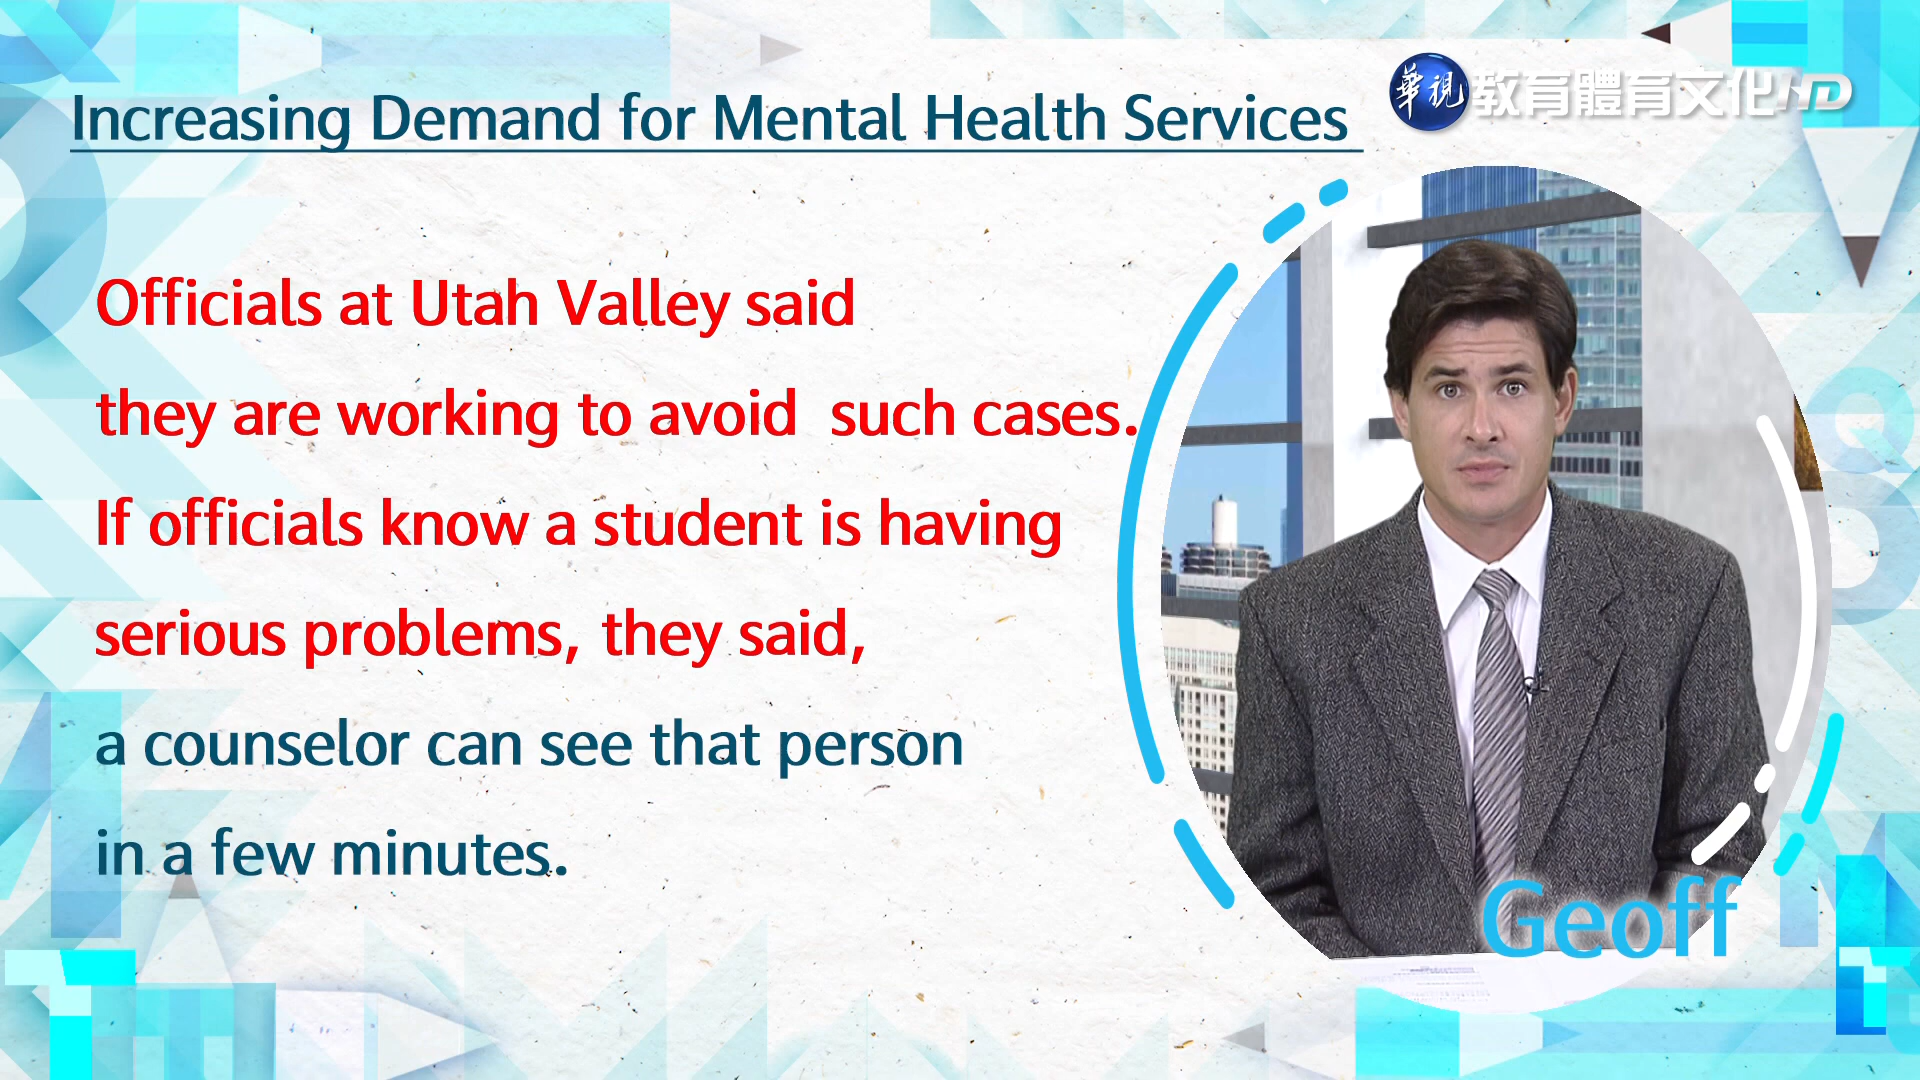 Increasing Demand for Mental Health Services
華視 教育體育文化HD
Officials at Utah Valley said
they are working to avoid such cases.
If officials know a student is having
serious problems, they said,
a counselor can see that person
in a few minutes.
Geoff